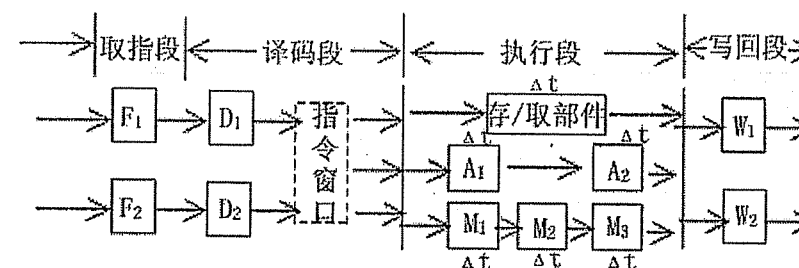 取指段 译码段 执行段 写回段
Δt
F1 D1 指令窗口 存/取部件 W1
Δt Δt
A1 A2
F2 D2 M1 M2 M3 W2
Δt Δt Δt